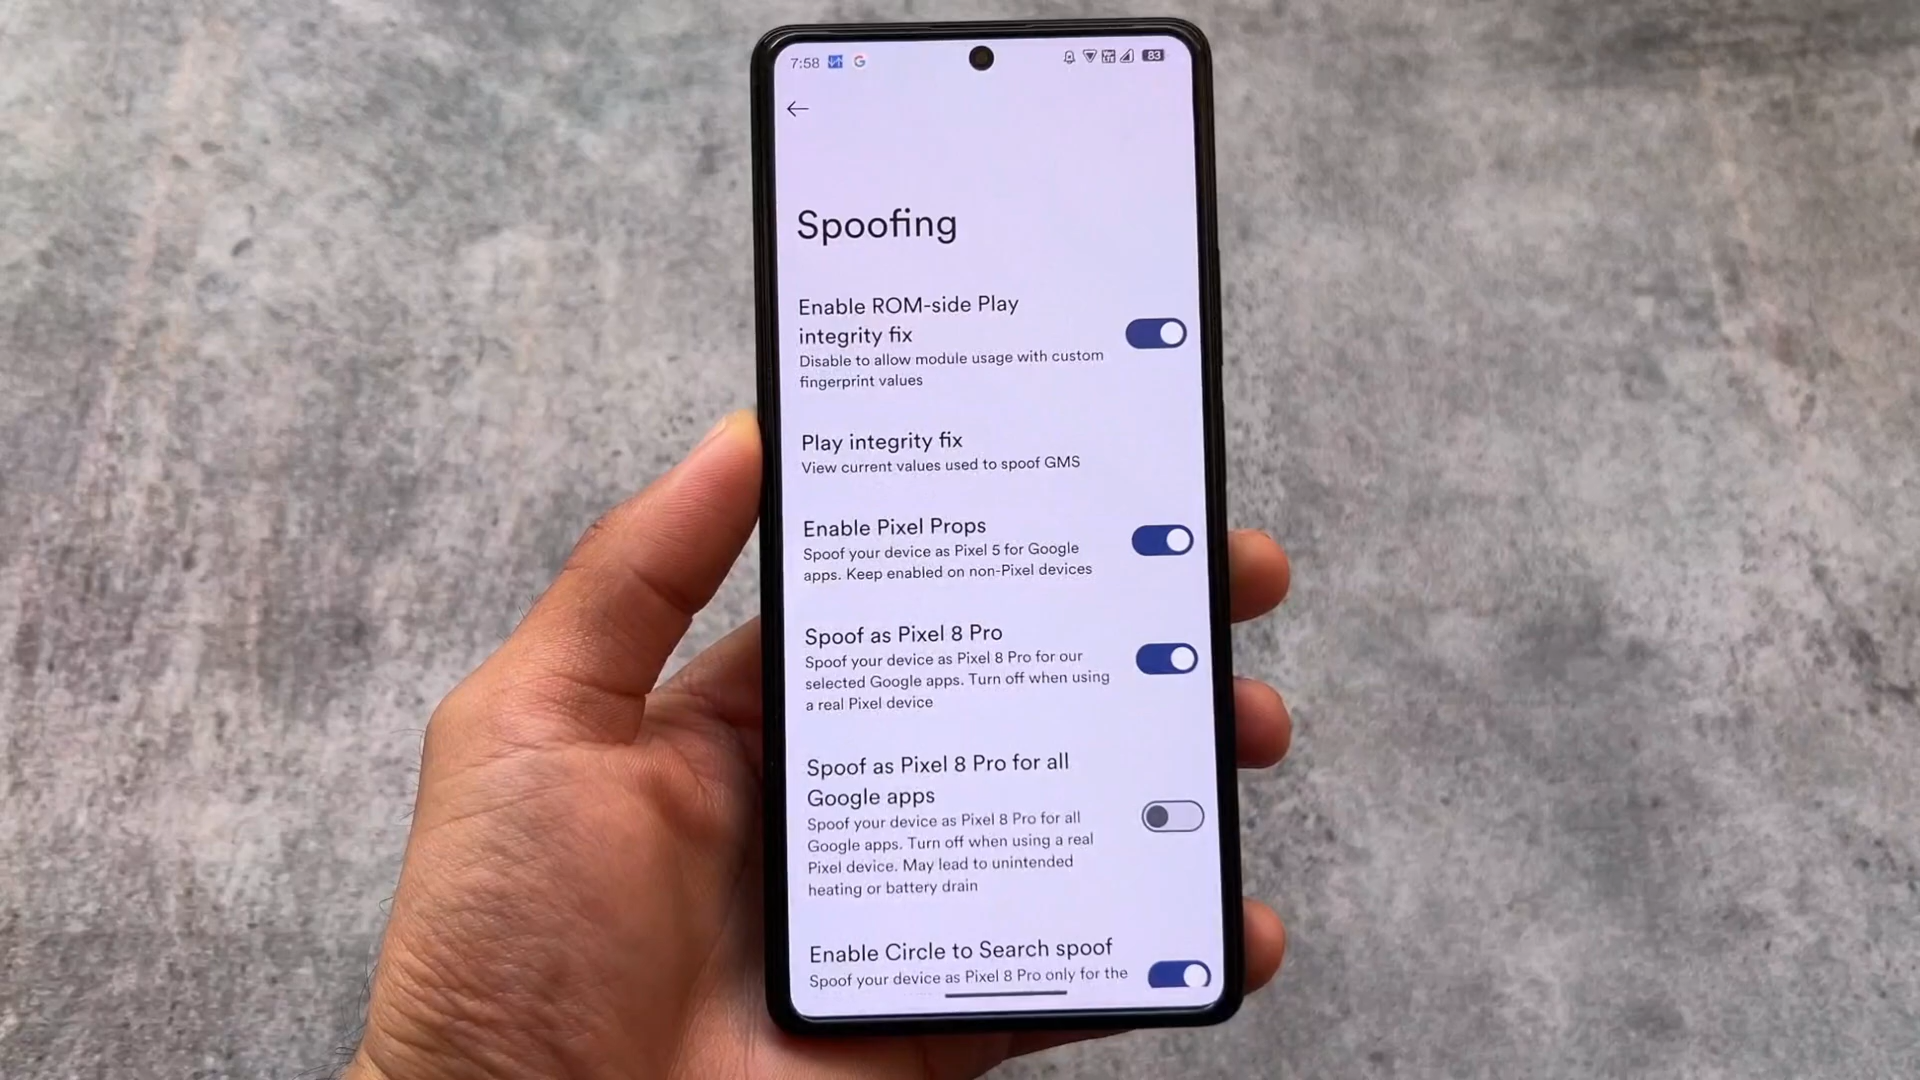 7:58
G
83
Spoofing
Enable ROM-side Play
integrity fix
Disable to allow module usage with custom
fingerprint values
Play integrity fix
View current values used to spoof GMS
Enable Pixel Props
Spoof your device as Pixel 5 for Google
apps. Keep enabled on non-Pixel devices
Spoof as Pixel 8 Pro
Spoof your device as Pixel 8 Pro for our
selected Google apps. Turn off when using
a real Pixel device
Spoof as Pixel 8 Pro for all
Google apps
Spoof your device as Pixel 8 Pro for all
Google apps. Turn off when using a real
Pixel device. May lead to unintended
heating or battery drain
Enable Circle to Search spoof
Spoof your device as Pixel 8 Pro only for the